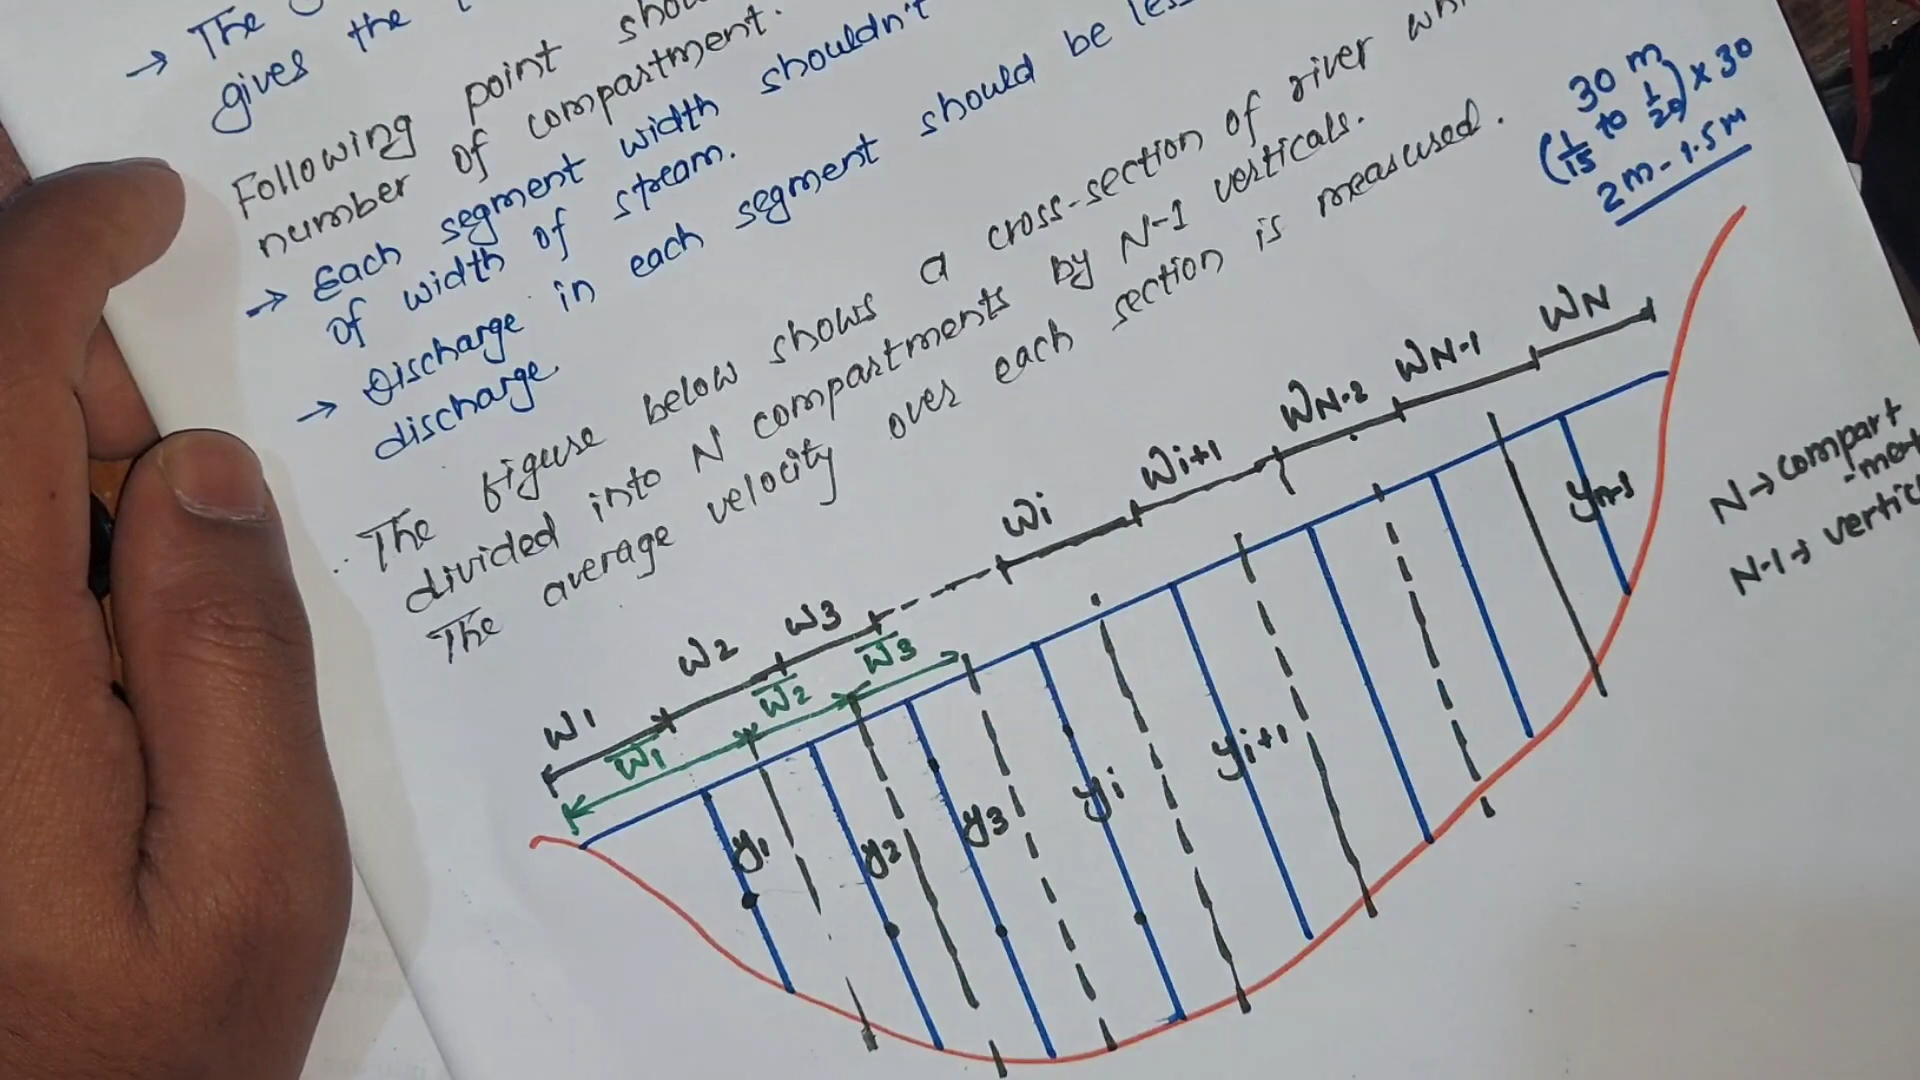 → The
gives the
Following point
number of compartment.
→ Each segment width shouldn't
of width of stream.
→ Discharge in each segment should be
discharge.
The figure below shows a cross-section of river
divided into N compartments by N-1 verticals.
The average velocity over each section is measured.
30 m
(1/15 to 1/20) x 30
2m - 1.5m
W1
W2
W3
Wi
Wi+1
WN-2
WN-1
WN
W̅1
W̅2
W̅3
y1
y2
y3
yi
yi+1
yn-1
N → compart
-ment
N-1 →